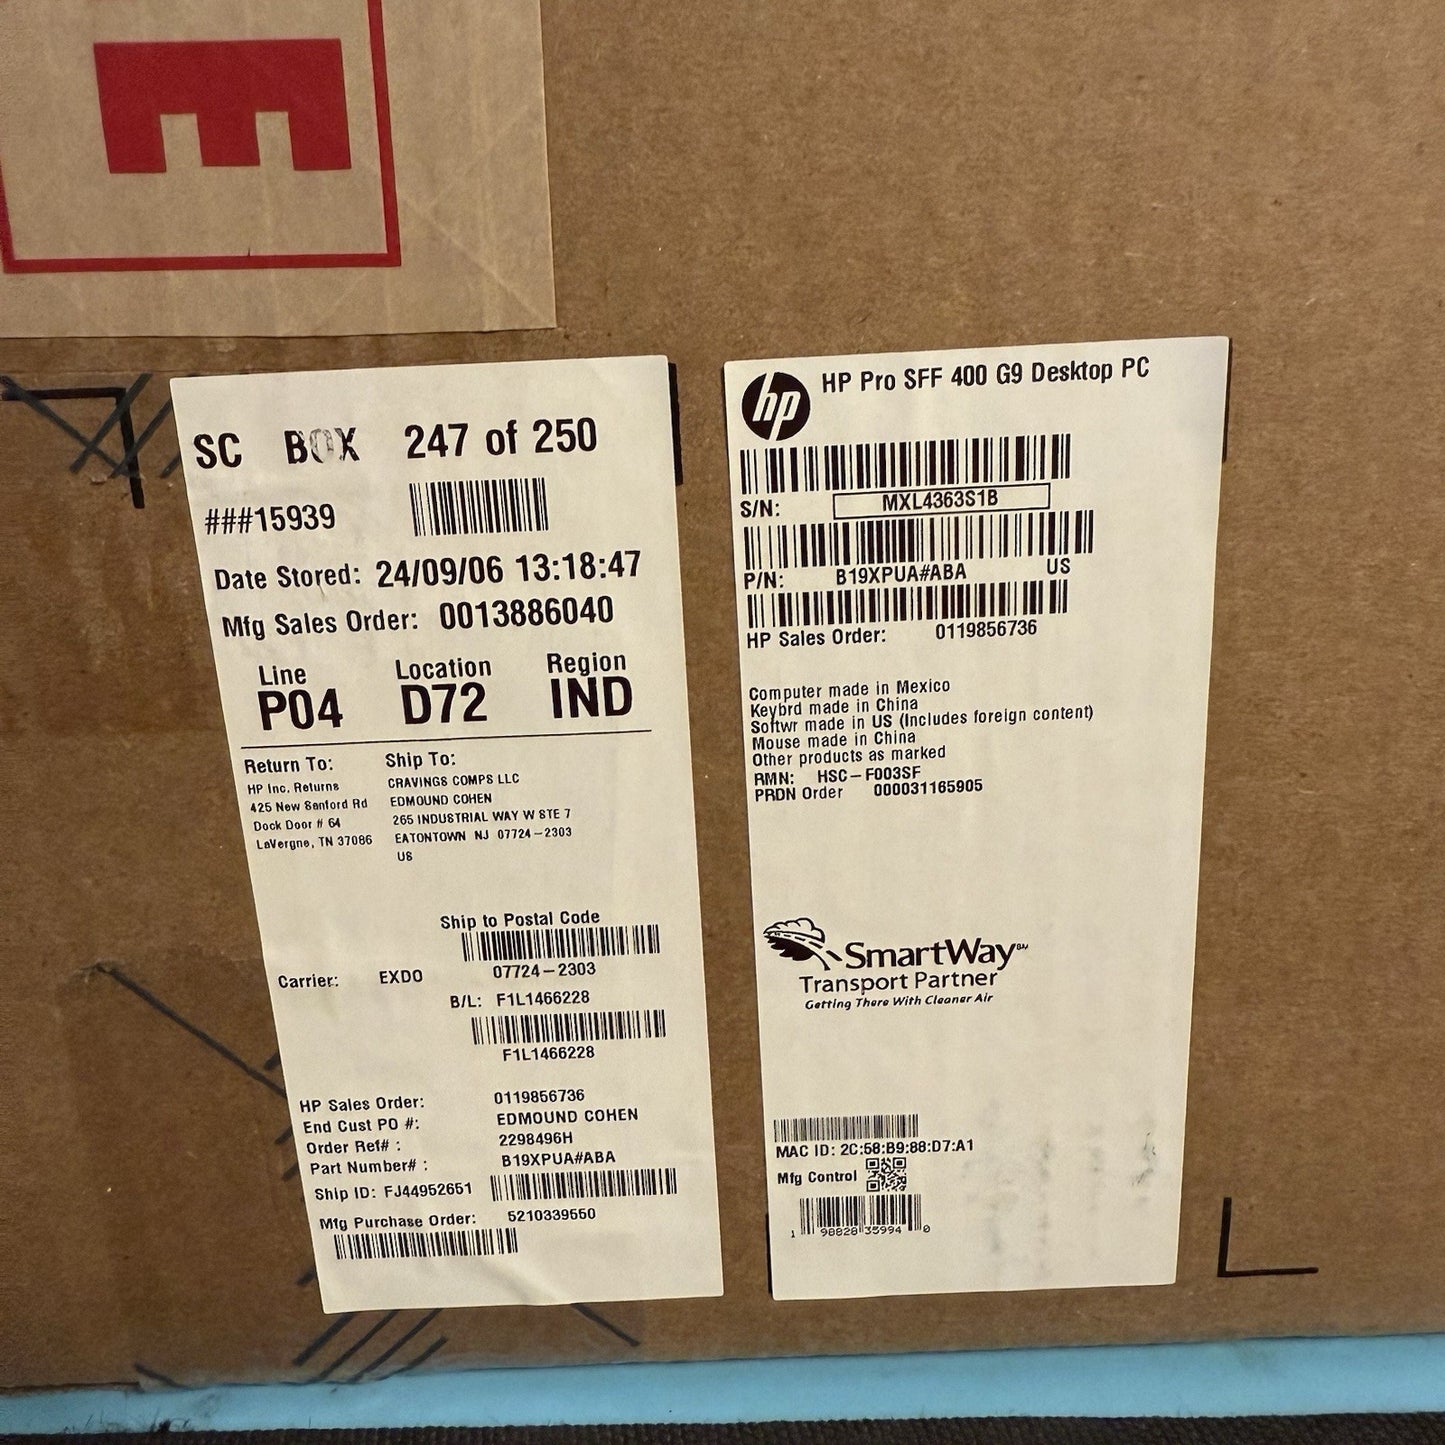 SC BOX 247 of 250
###15939
Date Stored: 24/09/06 13:18:47
Mfg Sales Order: 0013886040
Line Location Region
P04 D72 IND
Return To:
HP Inc. Returns
425 New Sanford Rd
Dock Door # 64
LaVergne, TN 37086
Ship To:
CRAVINGS COMPS LLC
EDMOUND COHEN
265 INDUSTRIAL WAY W STE 7
EATONTOWN NJ 07724-2303
US
Ship to Postal Code
07724-2303
Carrier: EXDO
B/L: F1L1466228
F1L1466228
HP Sales Order: 0119856736
End Cust PO #: EDMOUND COHEN
Order Ref# : 2298496H
Part Number# : B19XPUA#ABA
Ship ID: FJ44952651
Mfg Purchase Order: 5210339550
hp
HP Pro SFF 400 G9 Desktop PC
S/N: MXL4363S1B
P/N: B19XPUA#ABA US
HP Sales Order: 0119856736
Computer made in Mexico
Keybrd made in China
Softwr made in US (Includes foreign content)
Mouse made in China
Other products as marked
RMN: HSC-F003SF
PRDN Order 000031165905
SmartWay SM
Transport Partner
Getting There With Cleaner Air
MAC ID: 2C:58:B9:88:D7:A1
Mfg Control
1 98828 35994 0